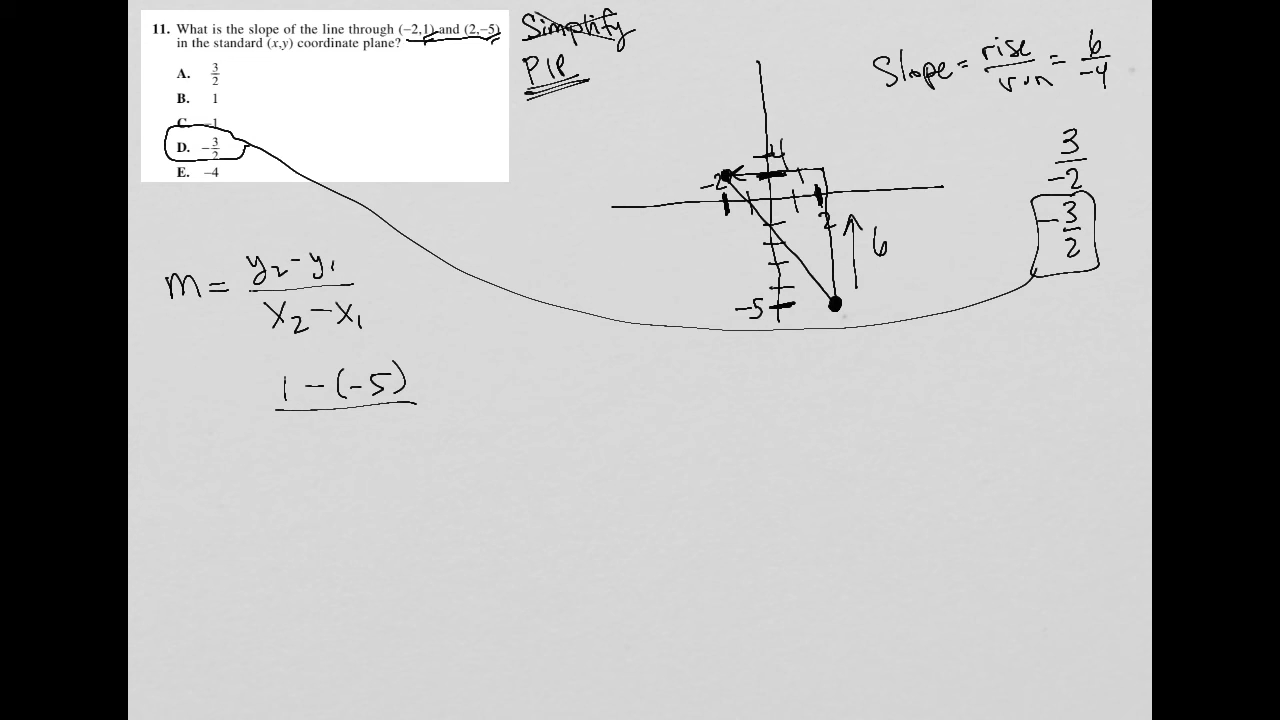 11. What is the slope of the line through (−2,1) and (2,−5)
in the standard (x,y) coordinate plane?
A. 3/2
B. 1
C. −1
D. −3/2
E. −4
Simplify
PIP
Slope = rise/run = 6/-4
3/-2
-3/2
-4
-2
2
6
-5
m = y₂-y₁/x₂-x₁
1-(-5)